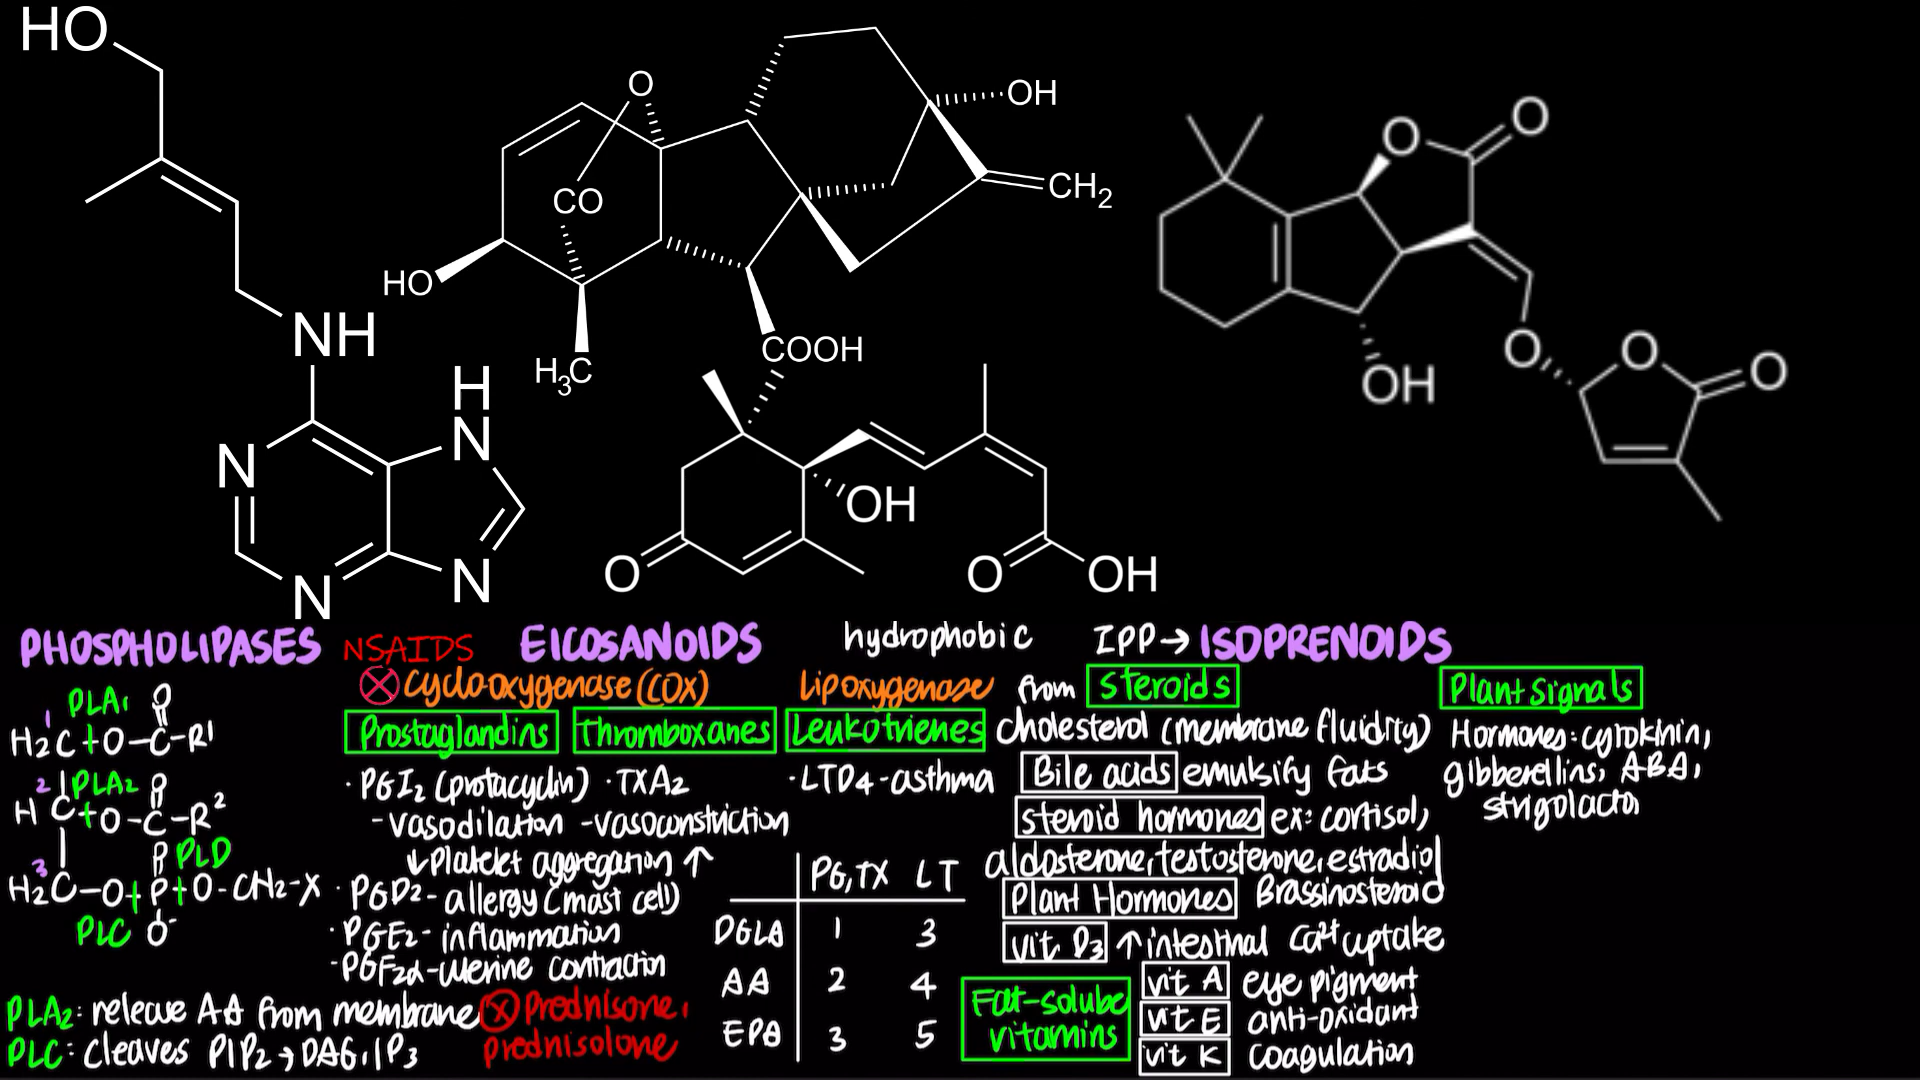 HO
NH
H
N
N
N
N
O
CO
OH
CH2
HO
H3C
COOH
OH
O
O
OH
O
O
OH
O
O
O
PHOSPHOLIPASES
PLA1
1
O
H2C-O-C-R1
2
PLA2
O
H C-O-C-R2
3
O
PLD
H2C-O-P-O-CH2-X
PLC
O-
PLA2: release AA from membrane
PLC: cleaves PIP2→DAG, IP3
NSAIDS
EICOSANOIDS
cyclo-oxygenase (COX)
Lipoxygenase
Prostaglandins
Thromboxanes
Leukotrienes
· PGI2 (protacyclin)
· TXA2
· LTD4-asthma
-vasodilation
-vasoconstriction
↓platelet aggregation ↑
· PGD2- allergy (mast cell)
· PGE2- inflammation
-PGF2α-uterine contraction
Prednisone,
prednisolone
PG,TX LT
DGLA 1 3
AA 2 4
EPA 3 5
hydrophobic
IPP→ISOPRENOIDS
from Steroids
cholesterol (membrane fluidity)
Bile acids emulsify fats
steroid hormones ex: cortisol,
aldosterone, testosterone, estradiol
Plant Hormones Brassinosteroid
vit D3 ↑intestinal Ca2+ uptake
Fat-soluble
vitamins
vit A eye pigment
vit E anti-oxidant
vit K coagulation
Plant Signals
Hormones: cytokinin,
gibberellins, ABA,
strigolacton